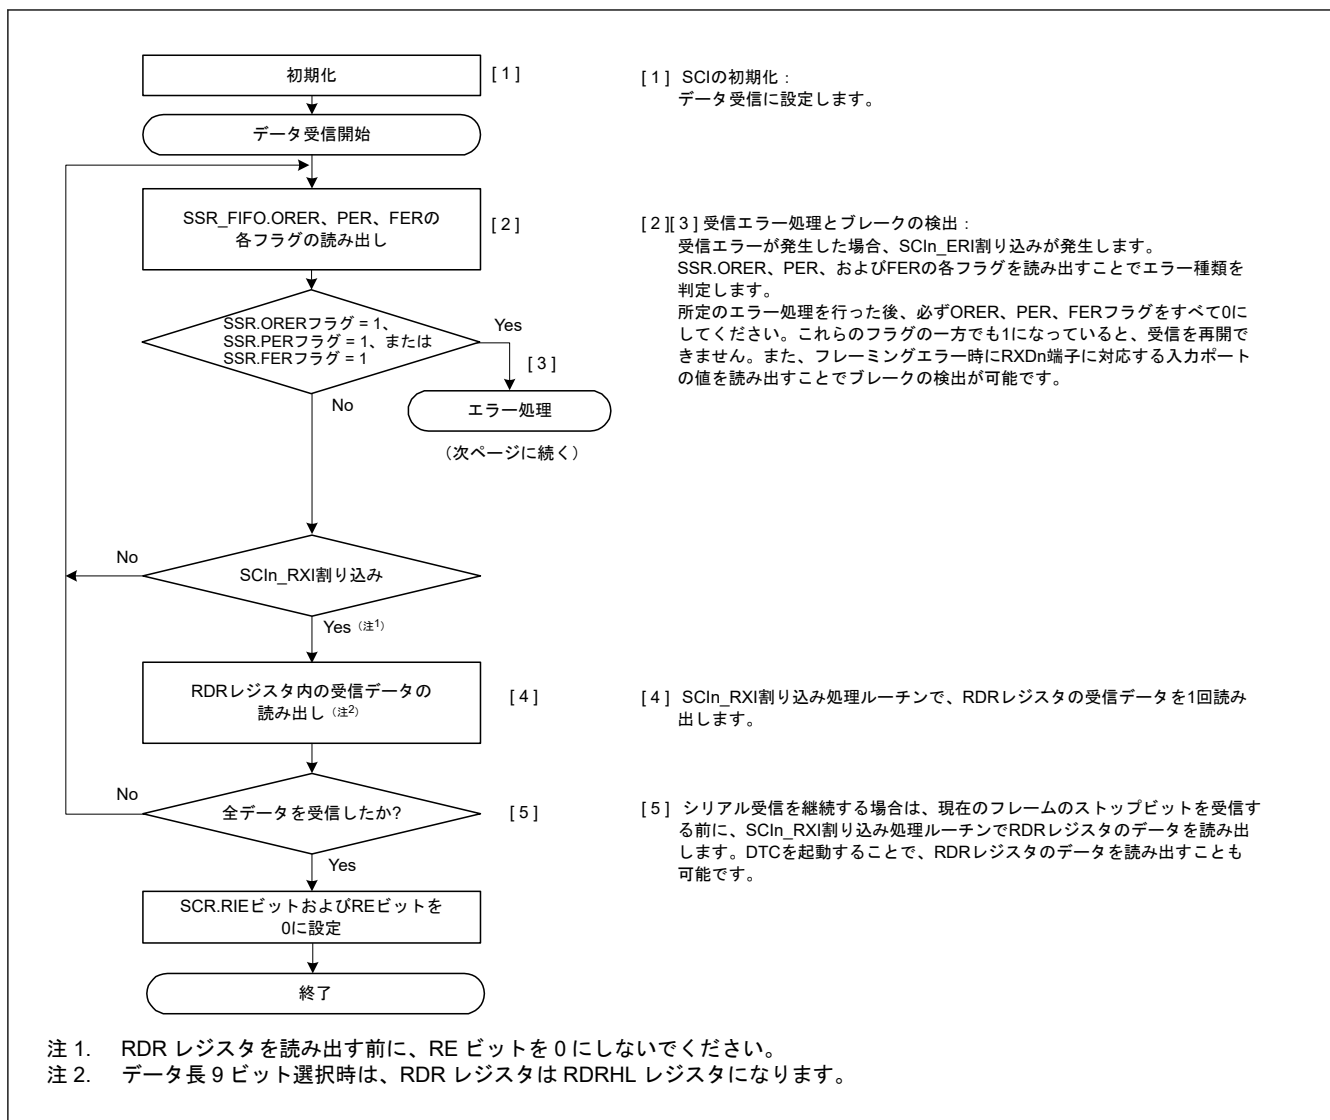 初期化
[ 1 ]
[ 1 ] SCIの初期化：
データ受信に設定します。
データ受信開始
SSR_FIFO.ORER、PER、FERの
各フラグの読み出し
[ 2 ]
[ 2 ][ 3 ] 受信エラー処理とブレークの検出：
受信エラーが発生した場合、SCIn_ERI割り込みが発生します。
SSR.ORER、PER、およびFERの各フラグを読み出すことでエラー種類を
判定します。
所定のエラー処理を行った後、必ずORER、PER、FERフラグをすべて0に
してください。これらのフラグの一方でも1になっていると、受信を再開で
きません。また、フレーミングエラー時にRXDn端子に対応する入力ポート
の値を読み出すことでブレークの検出が可能です。
SSR.ORERフラグ = 1、
SSR.PERフラグ = 1、または
SSR.FERフラグ = 1
Yes
[ 3 ]
No
エラー処理
（次ページに続く）
No
SCIn_RXI割り込み
Yes（注1）
RDRレジスタ内の受信データの
読み出し（注2）
[ 4 ]
[ 4 ] SCIn_RXI割り込み処理ルーチンで、RDRレジスタの受信データを1回読み
出します。
No
全データを受信したか?
[ 5 ]
[ 5 ] シリアル受信を継続する場合は、現在のフレームのストップビットを受信す
る前に、SCIn_RXI割り込み処理ルーチンでRDRレジスタのデータを読み出
します。DTCを起動することで、RDRレジスタのデータを読み出すことも
可能です。
Yes
SCR.RIEビットおよびREビットを
0に設定
終了
注 1. RDR レジスタを読み出す前に、RE ビットを 0 にしないでください。
注 2. データ長 9 ビット選択時は、RDR レジスタは RDRHL レジスタになります。